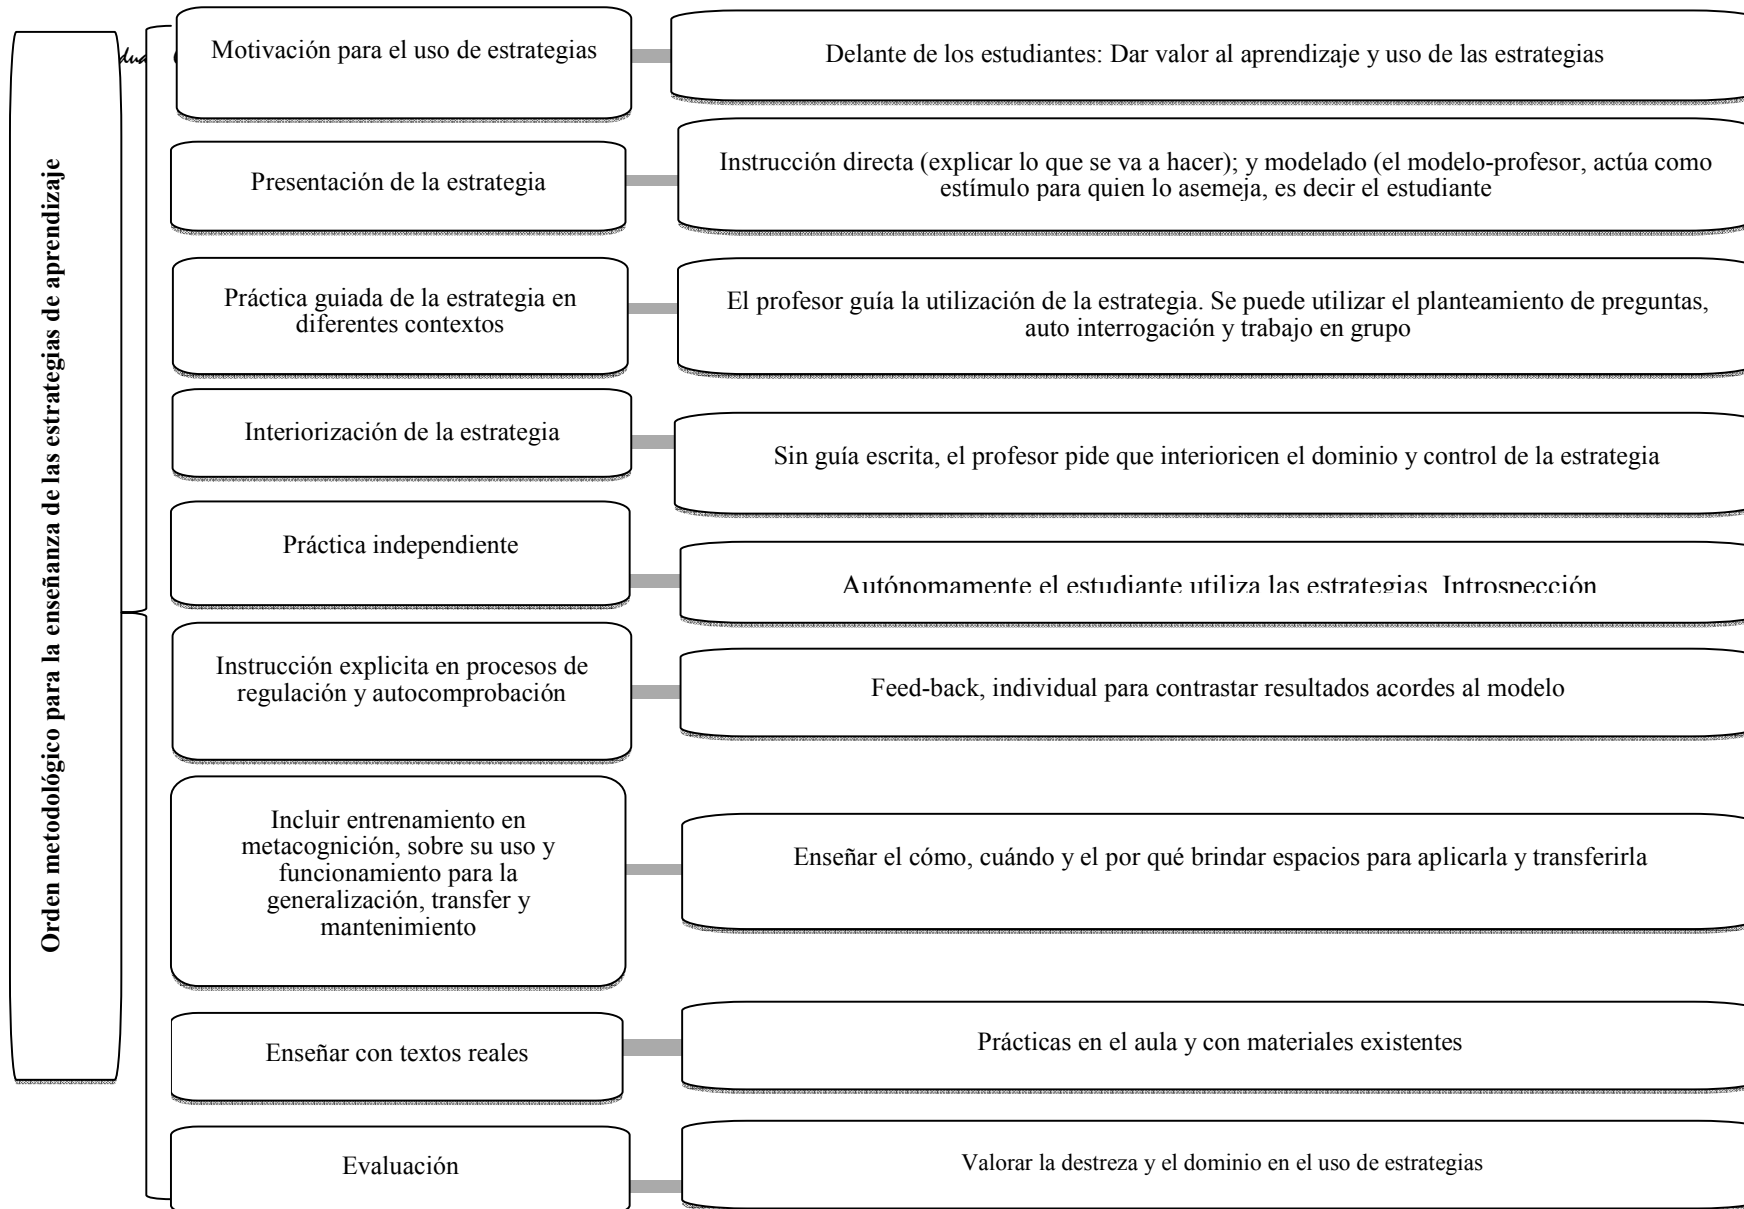 Orden metodológico para la enseñanza de las estrategias de aprendizaje
Motivación para el uso de estrategias
Delante de los estudiantes: Dar valor al aprendizaje y uso de las estrategias
Presentación de la estrategia
Instrucción directa (explicar lo que se va a hacer); y modelado (el modelo-profesor, actúa como
estímulo para quien lo asemeja, es decir el estudiante
Práctica guiada de la estrategia en
diferentes contextos
El profesor guía la utilización de la estrategia. Se puede utilizar el planteamiento de preguntas,
auto interrogación y trabajo en grupo
Interiorización de la estrategia
Sin guía escrita, el profesor pide que interioricen el dominio y control de la estrategia
Práctica independiente
Autónomamente el estudiante utiliza las estrategias  Introspección
Instrucción explicita en procesos de
regulación y autocomprobación
Feed-back, individual para contrastar resultados acordes al modelo
Incluir entrenamiento en
metacognición, sobre su uso y
funcionamiento para la
generalización, transfer y
mantenimiento
Enseñar el cómo, cuándo y el por qué brindar espacios para aplicarla y transferirla
Enseñar con textos reales
Prácticas en el aula y con materiales existentes
Evaluación
Valorar la destreza y el dominio en el uso de estrategias